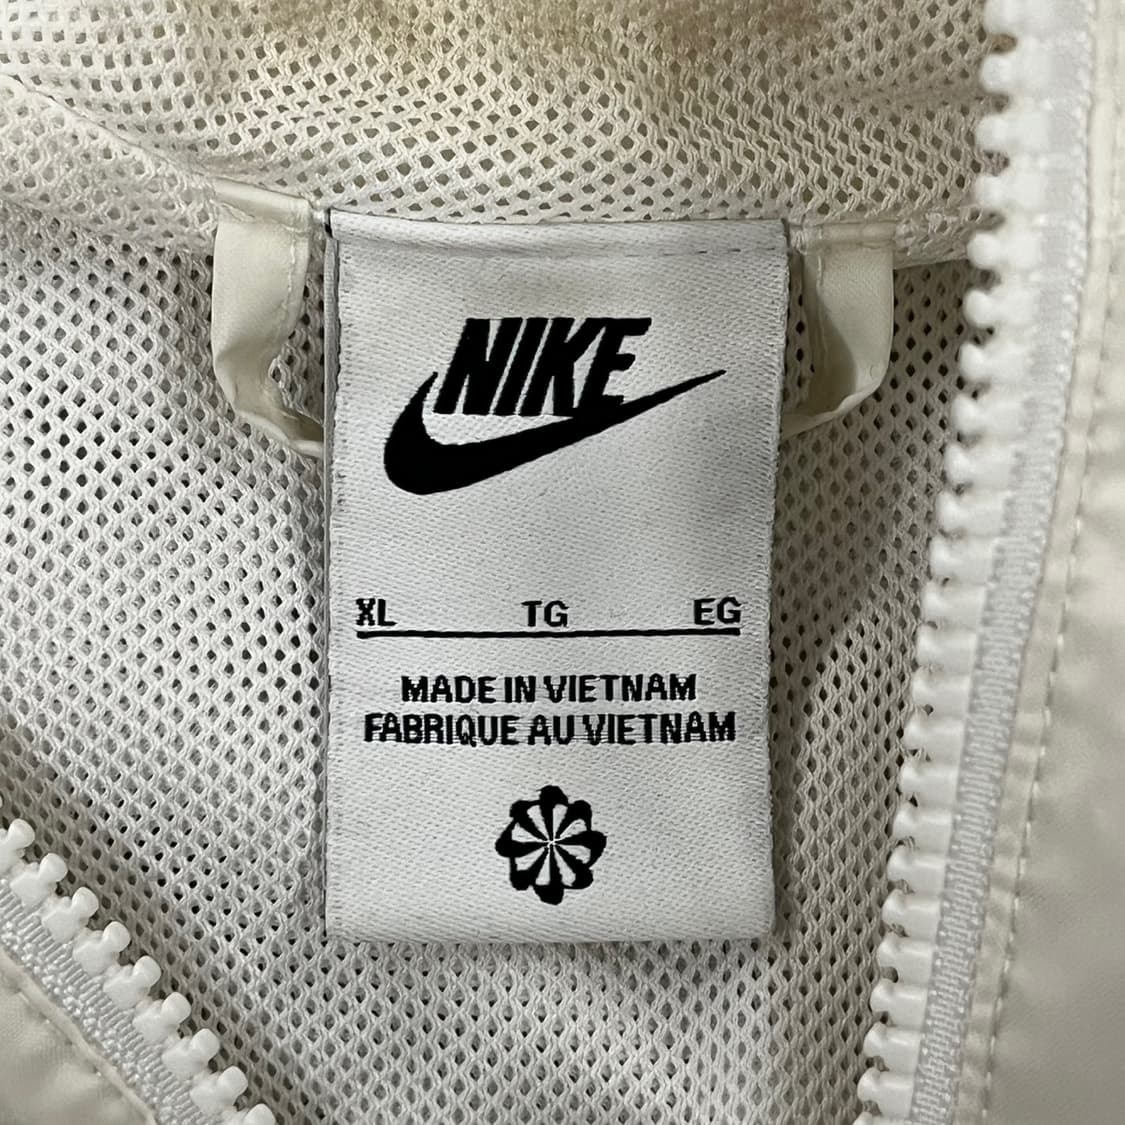 NIKE
XL TG EG
MADE IN VIETNAM
FABRIQUE AU VIETNAM